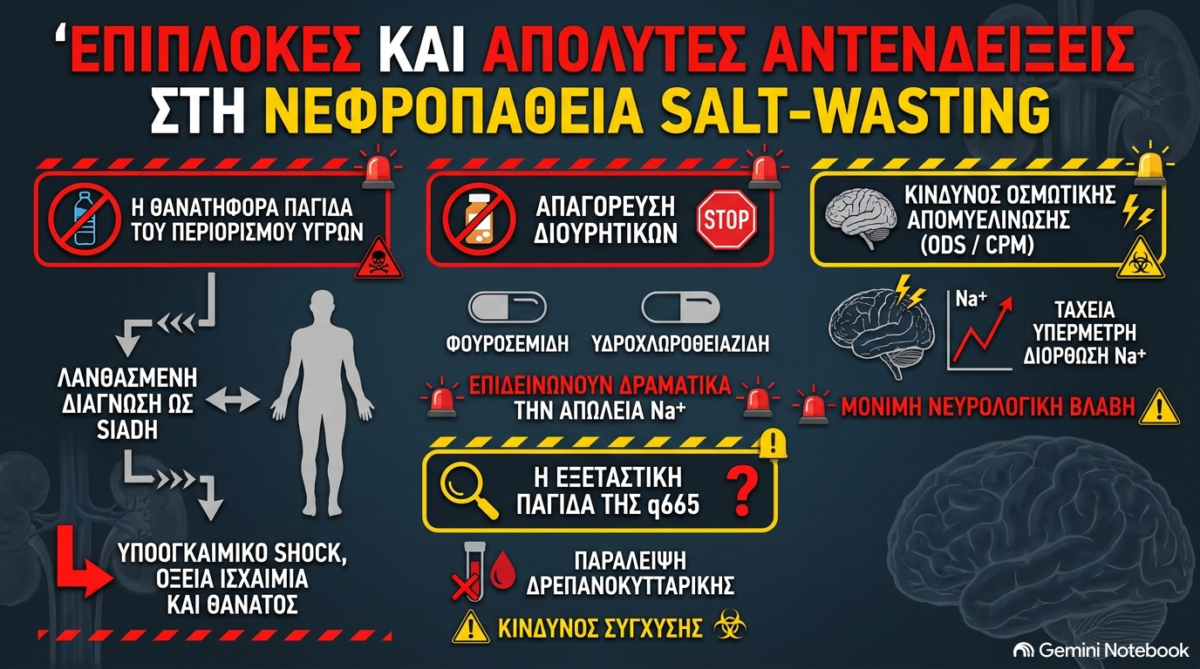 ‘ΕΠΙΠΛΟΚΕΣ ΚΑΙ ΑΠΟΛΥΤΕΣ ΑΝΤΕΝΔΕΙΞΕΙΣ
ΣΤΗ ΝΕΦΡΟΠΑΘΕΙΑ SALT-WASTING
Η ΘΑΝΑΤΗΦΟΡΑ ΠΑΓΙΔΑ
ΤΟΥ ΠΕΡΙΟΡΙΣΜΟΥ ΥΓΡΩΝ
ΛΑΝΘΑΣΜΕΝΗ
ΔΙΑΓΝΩΣΗ ΩΣ
SIADH
ΥΠΟΟΓΚΑΙΜΙΚΟ SHOCK,
ΟΞΕΙΑ ΙΣΧΑΙΜΙΑ
ΚΑΙ ΘΑΝΑΤΟΣ
ΑΠΑΓΟΡΕΥΣΗ
ΔΙΟΥΡΗΤΙΚΩΝ
STOP
ΦΟΥΡΟΣΕΜΙΔΗ
ΥΔΡΟΧΛΩΡΟΘΕΙΑΖΙΔΗ
ΕΠΙΔΕΙΝΩΝΟΥΝ ΔΡΑΜΑΤΙΚΑ
ΤΗΝ ΑΠΩΛΕΙΑ Na⁺
Η ΕΞΕΤΑΣΤΙΚΗ
ΠΑΓΙΔΑ ΤΗΣ q665
?
ΠΑΡΑΛΕΙΨΗ
ΔΡΕΠΑΝΟΚΥΤΤΑΡΙΚΗΣ
ΚΙΝΔΥΝΟΣ ΣΥΓΧΥΣΗΣ
ΚΙΝΔΥΝΟΣ ΟΣΜΩΤΙΚΗΣ
ΑΠΟΜΥΕΛΙΝΩΣΗΣ
(ODS / CPM)
Na⁺
ΤΑΧΕΙΑ
ΥΠΕΡΜΕΤΡΗ
ΔΙΟΡΘΩΣΗ Na⁺
ΜΟΝΙΜΗ ΝΕΥΡΟΛΟΓΙΚΗ ΒΛΑΒΗ
Gemini Notebook